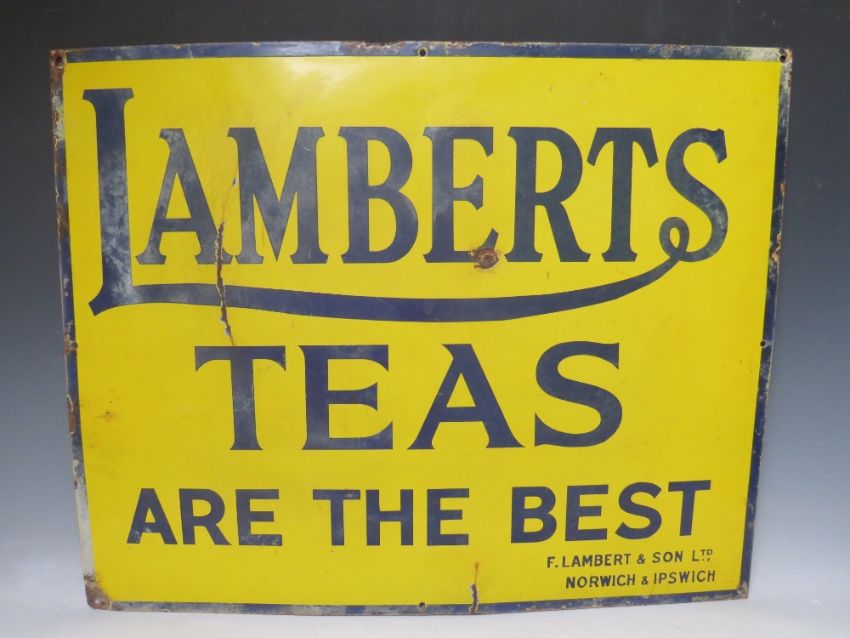 LAMBERTS
TEAS
ARE THE BEST
F. LAMBERT & SON LTD.
NORWICH & IPSWICH